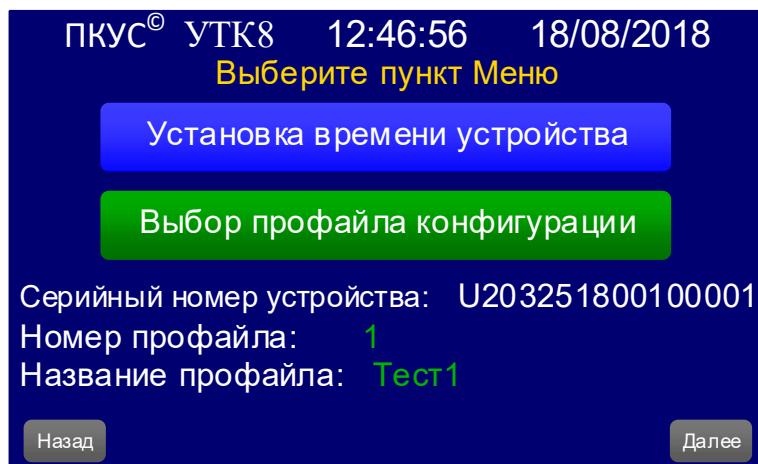 ПКУС© УТК8 12:46:56 18/08/2018
Выберите пункт Меню
Установка времени устройства
Выбор профайла конфигурации
Серийный номер устройства: U203251800100001
Номер профайла: 1
Название профайла: Тест1
Назад Далее